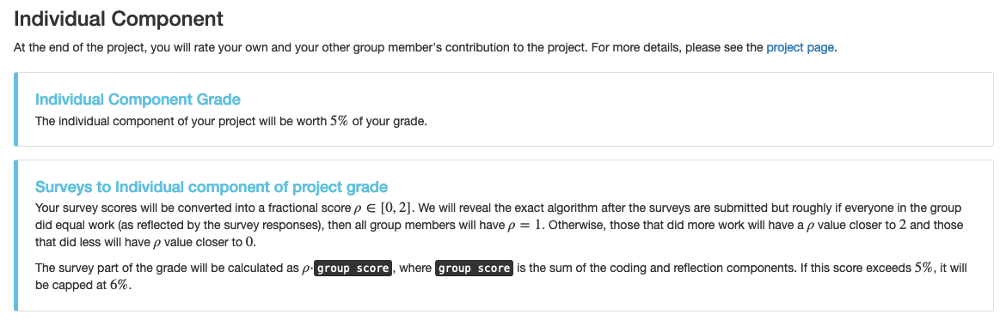 Individual Component
At the end of the project, you will rate your own and your other group member's contribution to the project. For more details, please see the project page.
Individual Component Grade
The individual component of your project will be worth 5% of your grade.
Surveys to Individual component of project grade
Your survey scores will be converted into a fractional score ρ ∈ [0, 2]. We will reveal the exact algorithm after the surveys are submitted but roughly if everyone in the group
did equal work (as reflected by the survey responses), then all group members will have ρ = 1. Otherwise, those that did more work will have a ρ value closer to 2 and those
that did less will have ρ value closer to 0.
The survey part of the grade will be calculated as ρ· group score , where group score is the sum of the coding and reflection components. If this score exceeds 5%, it will
be capped at 6%.